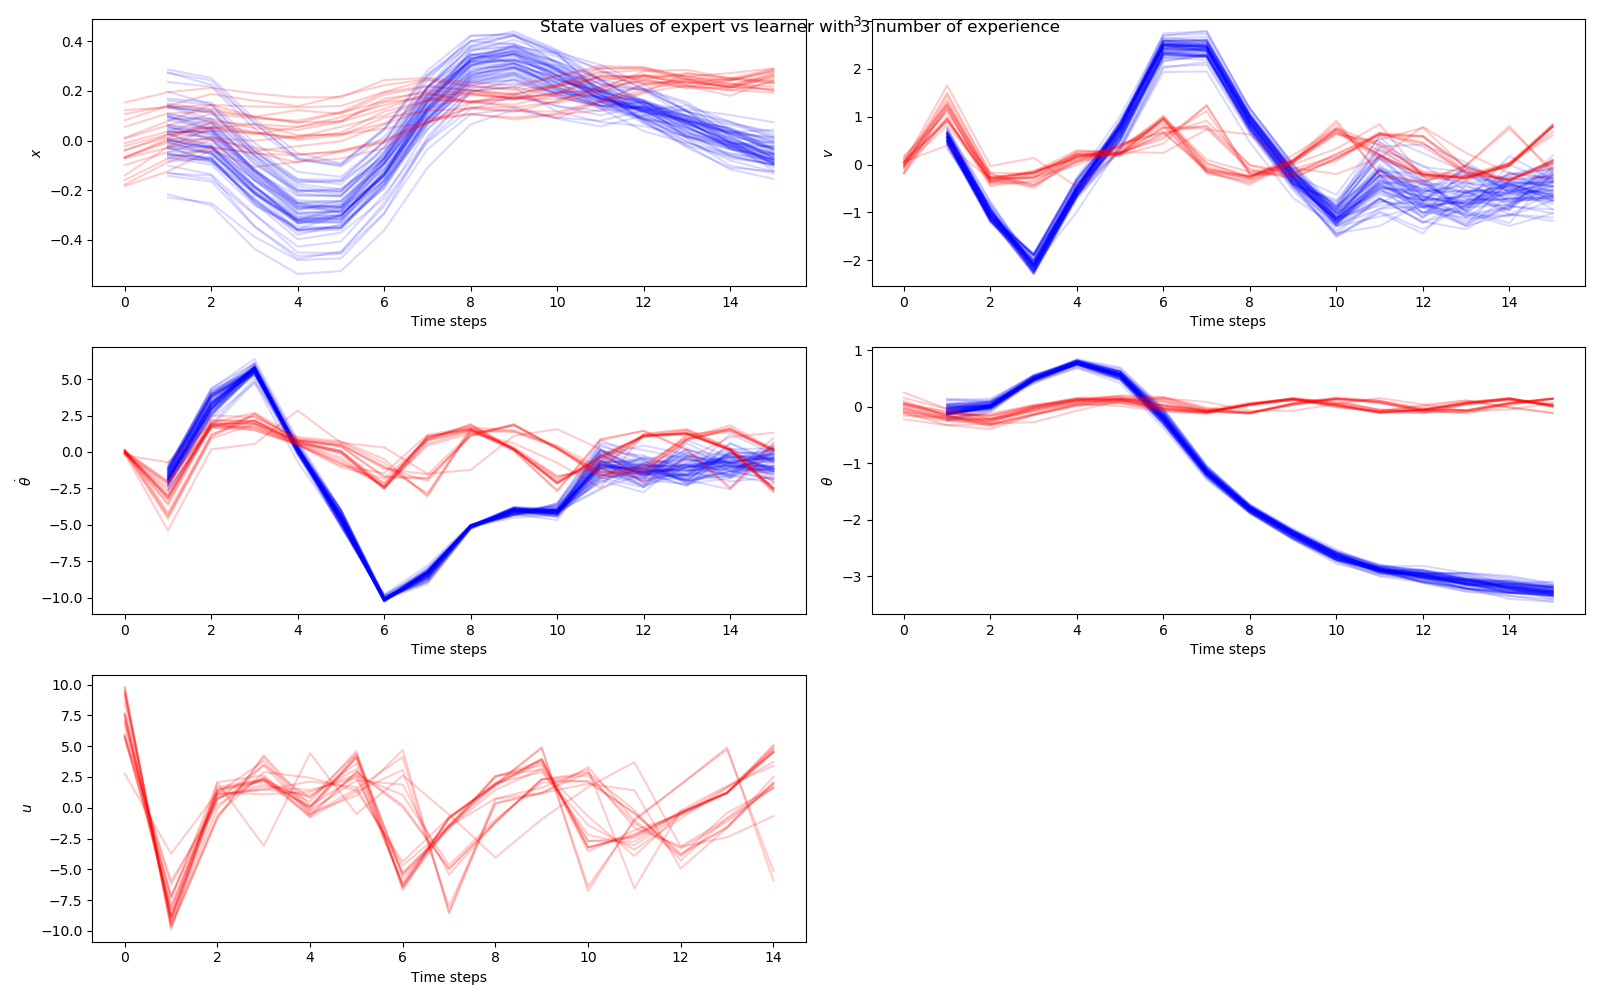 State values of expert vs learner with 3 number of experience
0.4
0.2
0.0
−0.2
−0.4
x
0 2 4 6 8 10 12 14
Time steps
3
2
1
0
−1
−2
v
0 2 4 6 8 10 12 14
Time steps
5.0
2.5
0.0
−2.5
−5.0
−7.5
−10.0
θ̇
0 2 4 6 8 10 12 14
Time steps
1
0
−1
−2
−3
θ
0 2 4 6 8 10 12 14
Time steps
10.0
7.5
5.0
2.5
0.0
−2.5
−5.0
−7.5
−10.0
u
0 2 4 6 8 10 12 14
Time steps